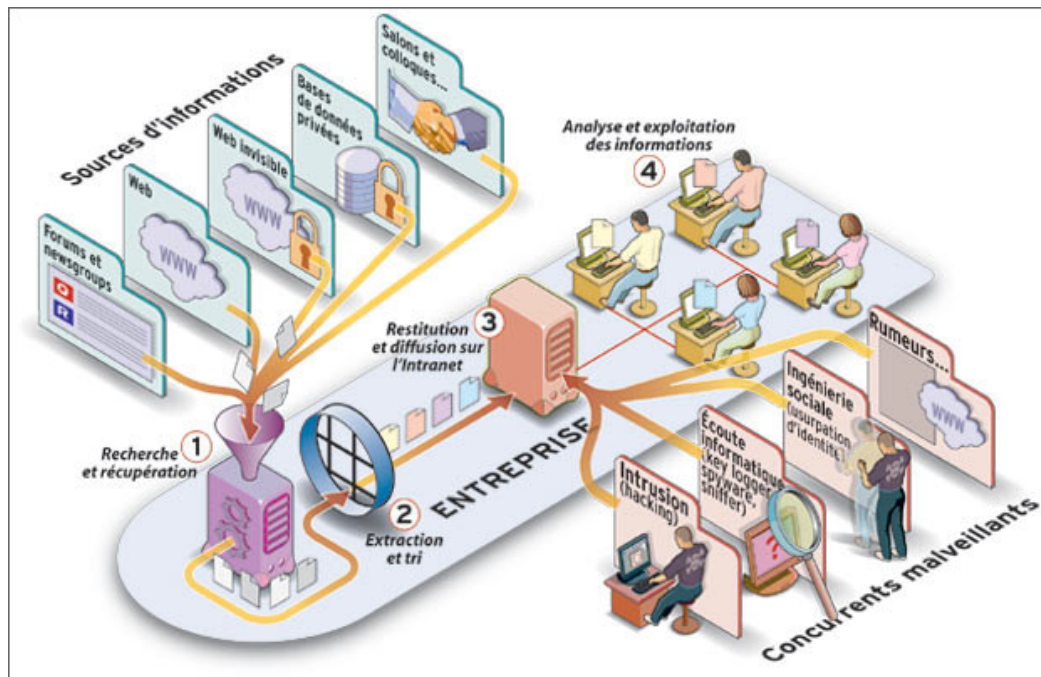 Sources d'informations
Salons et
colloques...
Bases
de données
privées
Web invisible
WWW
Web
WWW
Forums et
newsgroups
O
R
1
Recherche
et récupération
2
Extraction
et tri
3
Restitution
et diffusion sur
l'Intranet
Analyse et exploitation
des informations
4
ENTREPRISE
Rumeurs...
WWW
Ingénierie
sociale
(usurpation
d'identité)
Écoute
informatique
(key logger,
spyware,
sniffer)
?
Intrusion
(hacking)
Concurrents malveillants